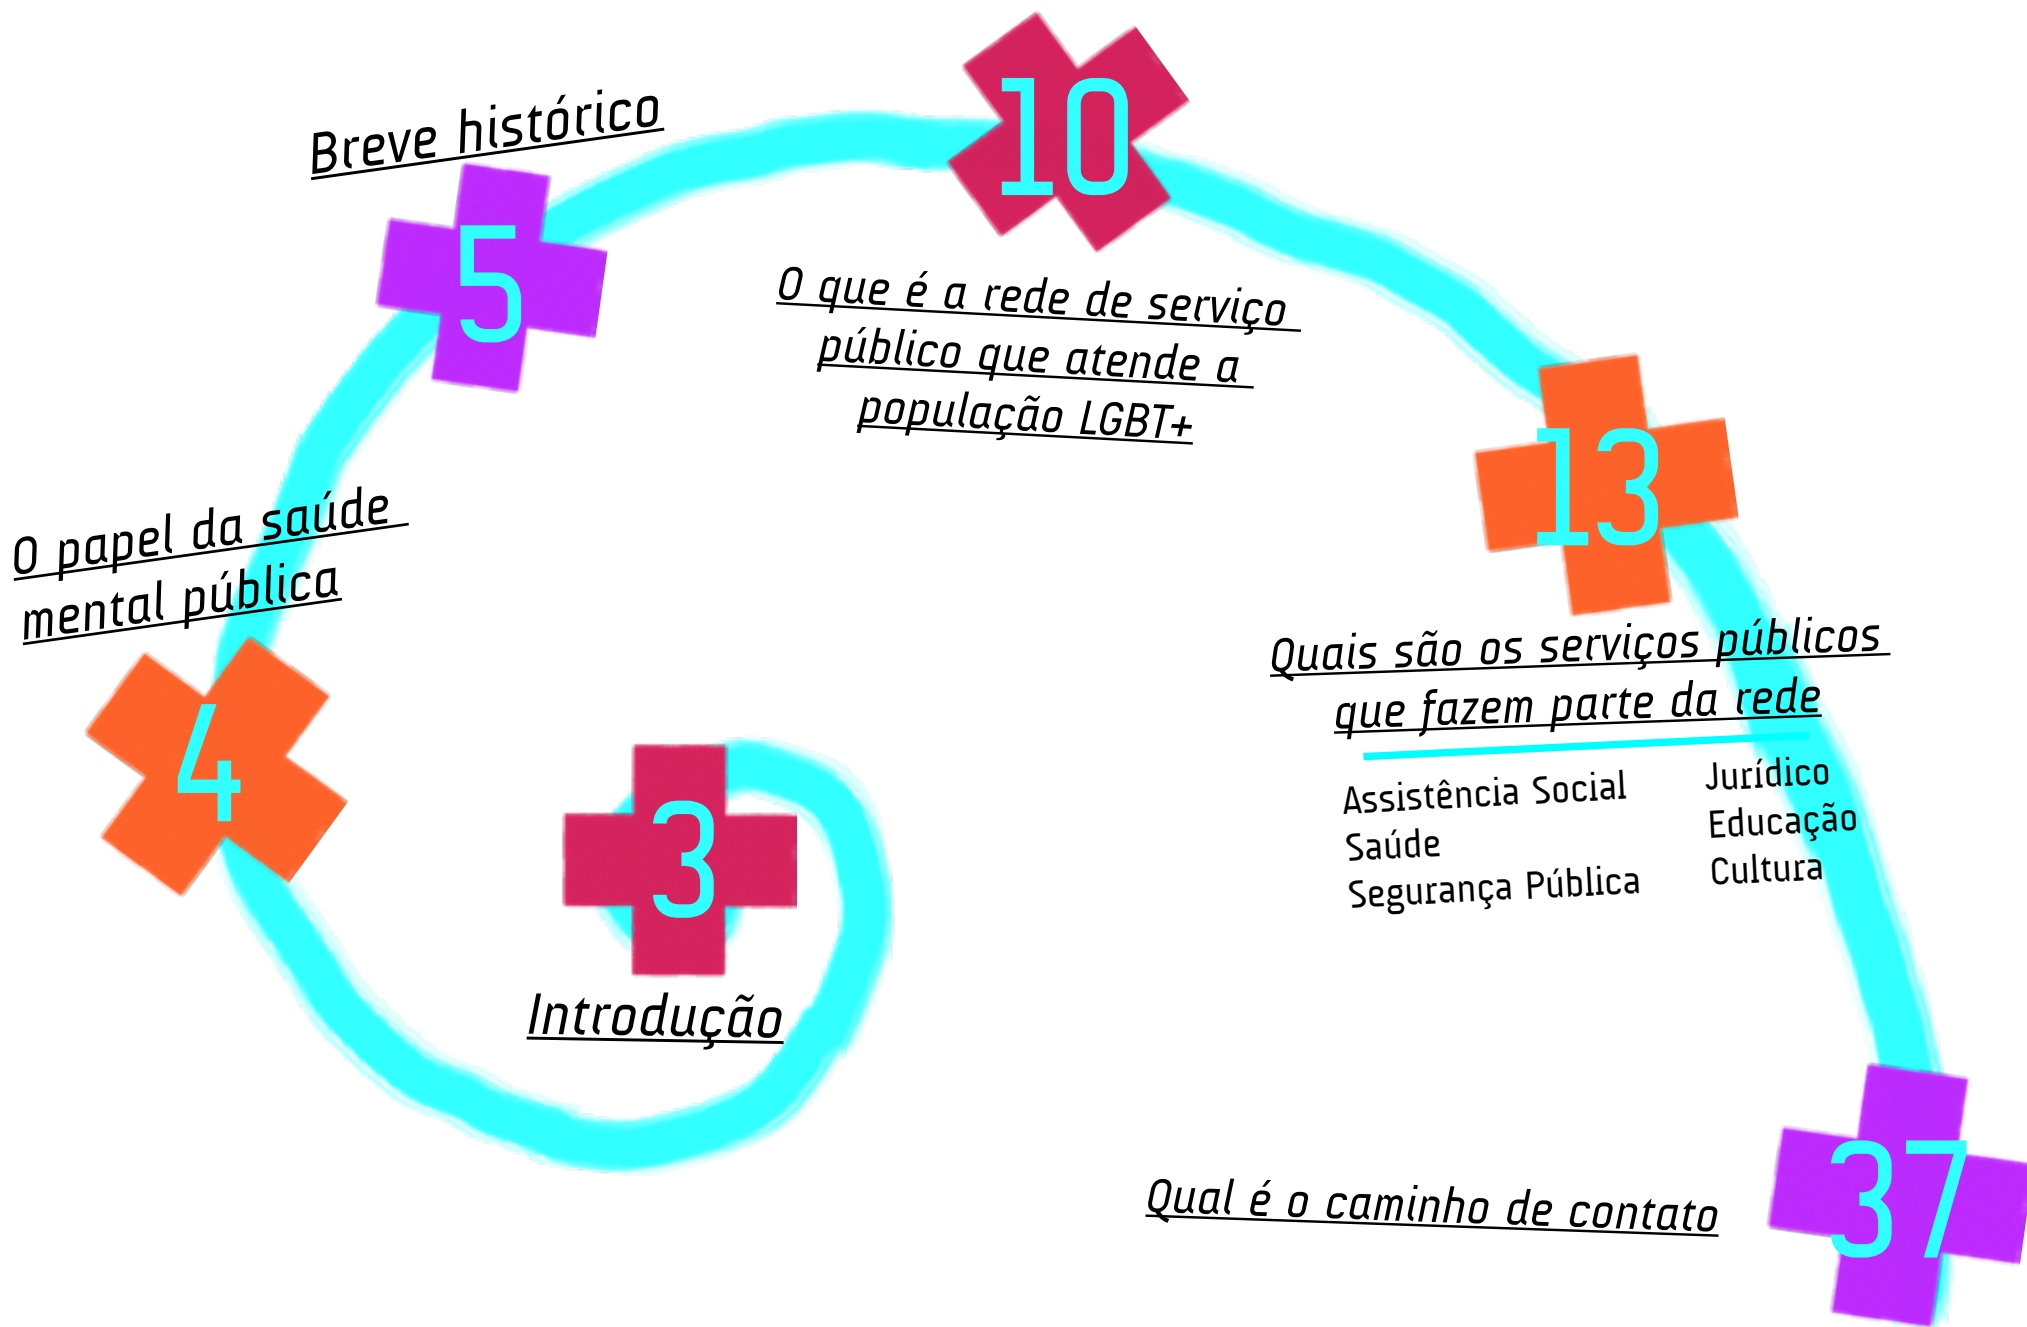 3
Introdução
4
O papel da saúde
mental pública
5
Breve histórico
10
O que é a rede de serviço
público que atende a
população LGBT+
13
Quais são os serviços públicos
que fazem parte da rede
Assistência Social
Saúde
Segurança Pública
Jurídico
Educação
Cultura
37
Qual é o caminho de contato